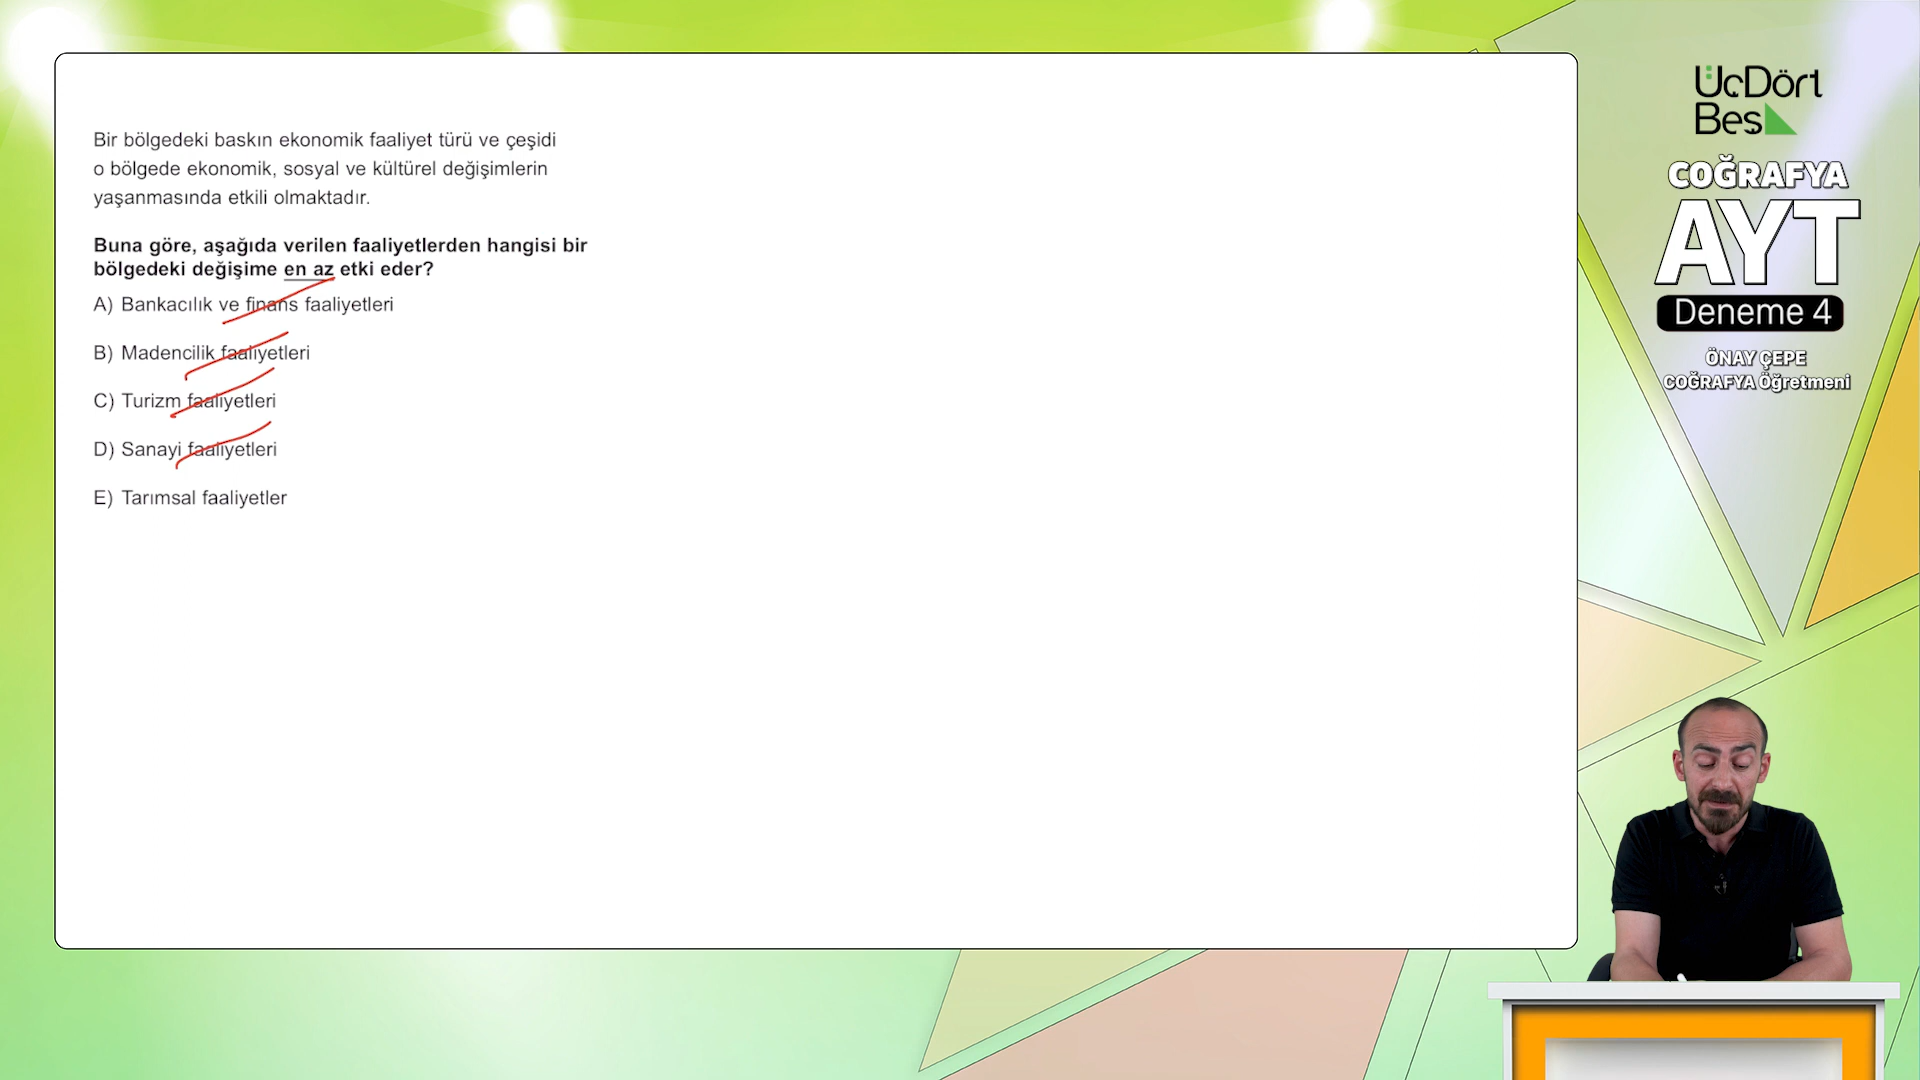 Bir bölgedeki baskın ekonomik faaliyet türü ve çeşidi
o bölgede ekonomik, sosyal ve kültürel değişimlerin
yaşanmasında etkili olmaktadır.
Buna göre, aşağıda verilen faaliyetlerden hangisi bir
bölgedeki değişime en az etki eder?
A) Bankacılık ve finans faaliyetleri
B) Madencilik faaliyetleri
C) Turizm faaliyetleri
D) Sanayi faaliyetleri
E) Tarımsal faaliyetler
ÜçDört
Beş
COĞRAFYA
AYT
Deneme 4
ÖNAY ÇEPE
COĞRAFYA Öğretmeni